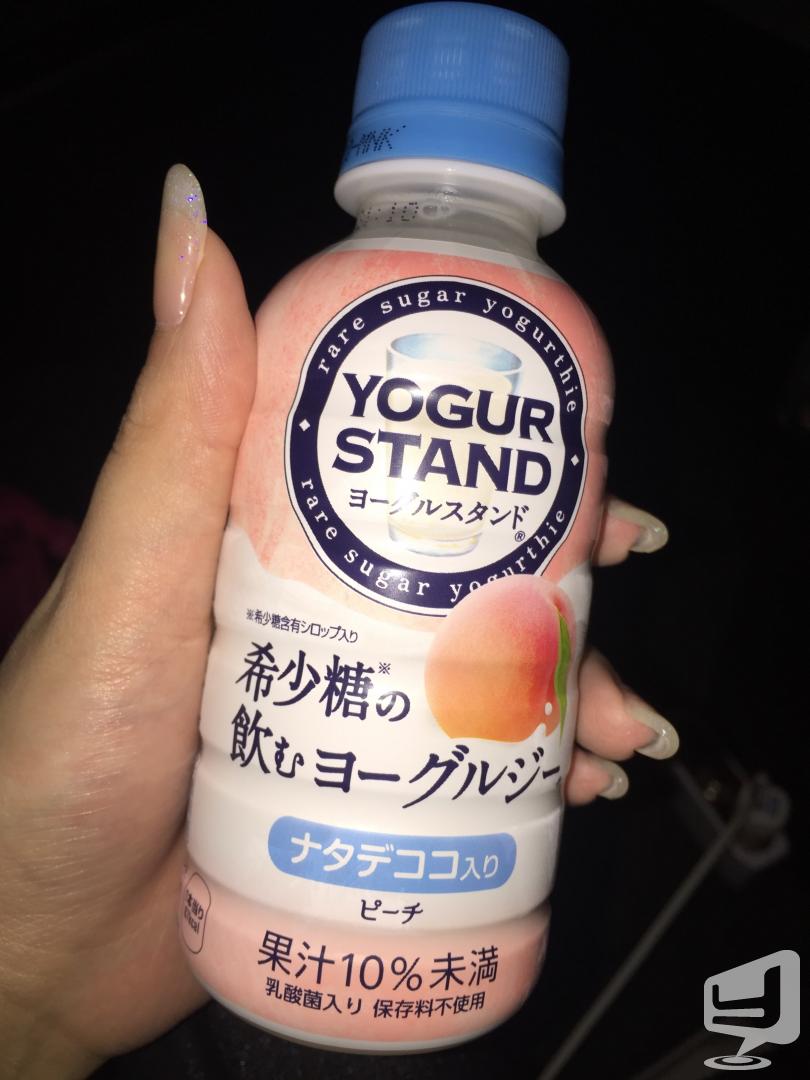 rare sugar yogurthie
YOGUR
STAND
ヨーグルスタンド
®
rare sugar yogurthie
※希少糖含有シロップ入り
希少糖※の
飲むヨーグルジー
ナタデココ入り
ピーチ
果汁10%未満
乳酸菌入り 保存料不使用